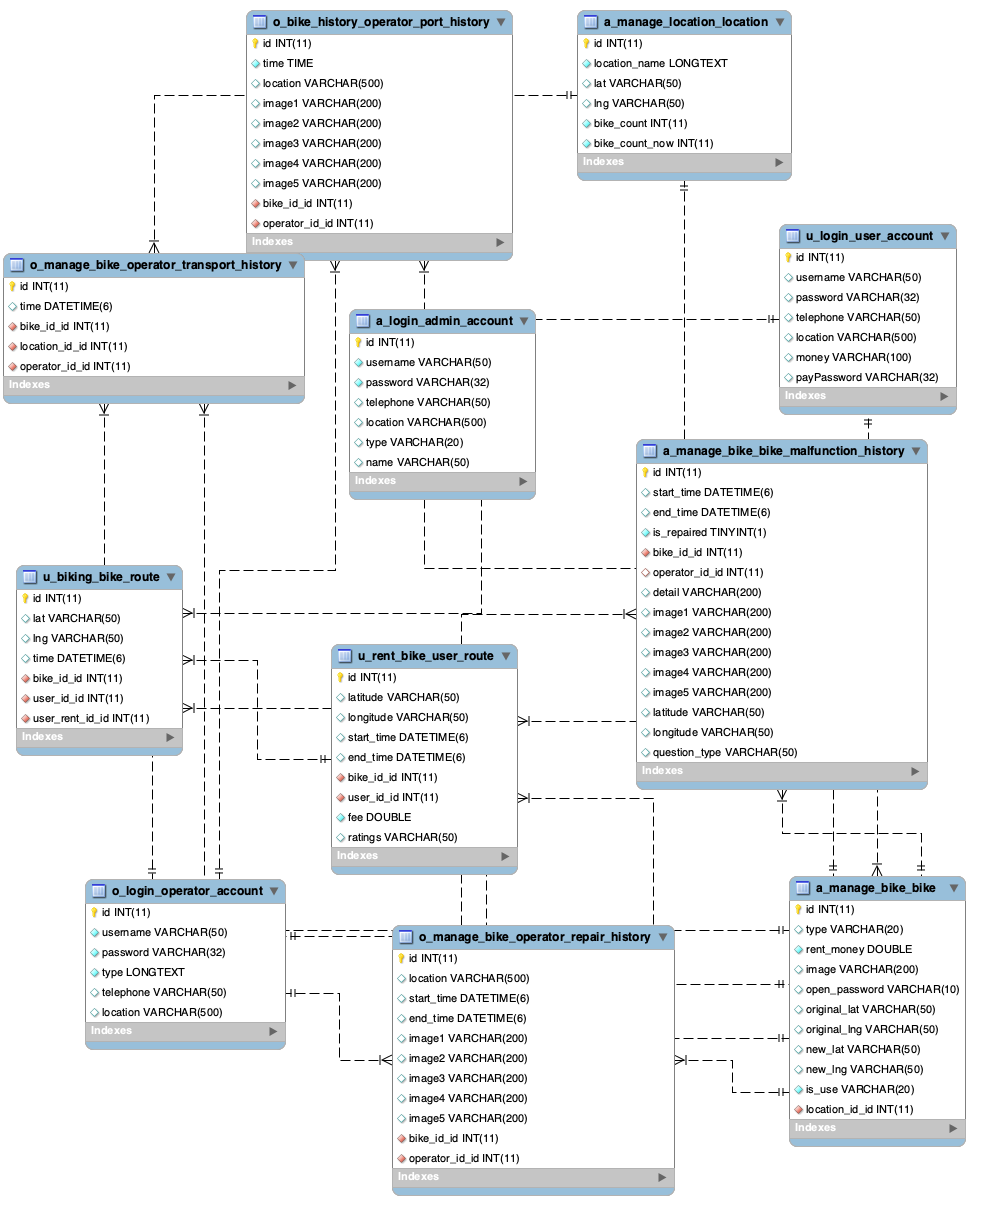 o_bike_history_operator_port_history
id INT(11)
time TIME
location VARCHAR(500)
image1 VARCHAR(200)
image2 VARCHAR(200)
image3 VARCHAR(200)
image4 VARCHAR(200)
image5 VARCHAR(200)
bike_id_id INT(11)
operator_id_id INT(11)
Indexes
a_manage_location_location
id INT(11)
location_name LONGTEXT
lat VARCHAR(50)
lng VARCHAR(50)
bike_count INT(11)
bike_count_now INT(11)
Indexes
u_login_user_account
id INT(11)
username VARCHAR(50)
password VARCHAR(32)
telephone VARCHAR(50)
location VARCHAR(500)
money VARCHAR(100)
payPassword VARCHAR(32)
Indexes
o_manage_bike_operator_transport_history
id INT(11)
time DATETIME(6)
bike_id_id INT(11)
location_id_id INT(11)
operator_id_id INT(11)
Indexes
a_login_admin_account
id INT(11)
username VARCHAR(50)
password VARCHAR(32)
telephone VARCHAR(50)
location VARCHAR(500)
type VARCHAR(20)
name VARCHAR(50)
Indexes
a_manage_bike_bike_malfunction_history
id INT(11)
start_time DATETIME(6)
end_time DATETIME(6)
is_repaired TINYINT(1)
bike_id_id INT(11)
operator_id_id INT(11)
detail VARCHAR(200)
image1 VARCHAR(200)
image2 VARCHAR(200)
image3 VARCHAR(200)
image4 VARCHAR(200)
image5 VARCHAR(200)
latitude VARCHAR(50)
longitude VARCHAR(50)
question_type VARCHAR(50)
Indexes
u_biking_bike_route
id INT(11)
lat VARCHAR(50)
lng VARCHAR(50)
time DATETIME(6)
bike_id_id INT(11)
user_id_id INT(11)
user_rent_id_id INT(11)
Indexes
u_rent_bike_user_route
id INT(11)
latitude VARCHAR(50)
longitude VARCHAR(50)
start_time DATETIME(6)
end_time DATETIME(6)
bike_id_id INT(11)
user_id_id INT(11)
fee DOUBLE
ratings VARCHAR(50)
Indexes
o_login_operator_account
id INT(11)
username VARCHAR(50)
password VARCHAR(32)
type LONGTEXT
telephone VARCHAR(50)
location VARCHAR(500)
Indexes
o_manage_bike_operator_repair_history
id INT(11)
location VARCHAR(500)
start_time DATETIME(6)
end_time DATETIME(6)
image1 VARCHAR(200)
image2 VARCHAR(200)
image3 VARCHAR(200)
image4 VARCHAR(200)
image5 VARCHAR(200)
bike_id_id INT(11)
operator_id_id INT(11)
Indexes
a_manage_bike_bike
id INT(11)
type VARCHAR(20)
rent_money DOUBLE
image VARCHAR(200)
open_password VARCHAR(10)
original_lat VARCHAR(50)
original_lng VARCHAR(50)
new_lat VARCHAR(50)
new_lng VARCHAR(50)
is_use VARCHAR(20)
location_id_id INT(11)
Indexes